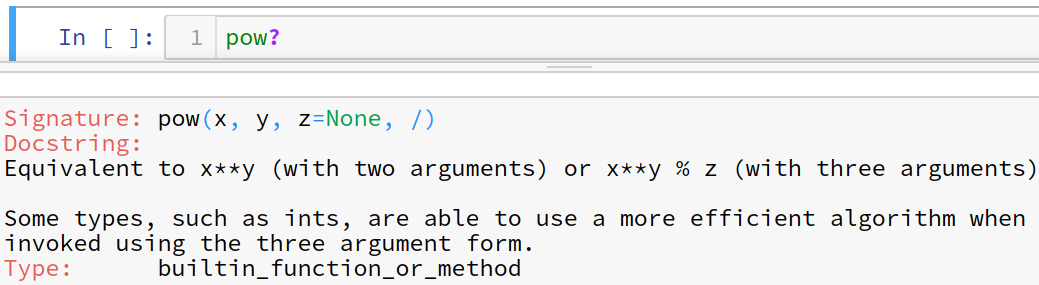 In [ ]: 1 pow?
Signature: pow(x, y, z=None, /)
Docstring:
Equivalent to x**y (with two arguments) or x**y % z (with three arguments)
Some types, such as ints, are able to use a more efficient algorithm when
invoked using the three argument form.
Type: builtin_function_or_method